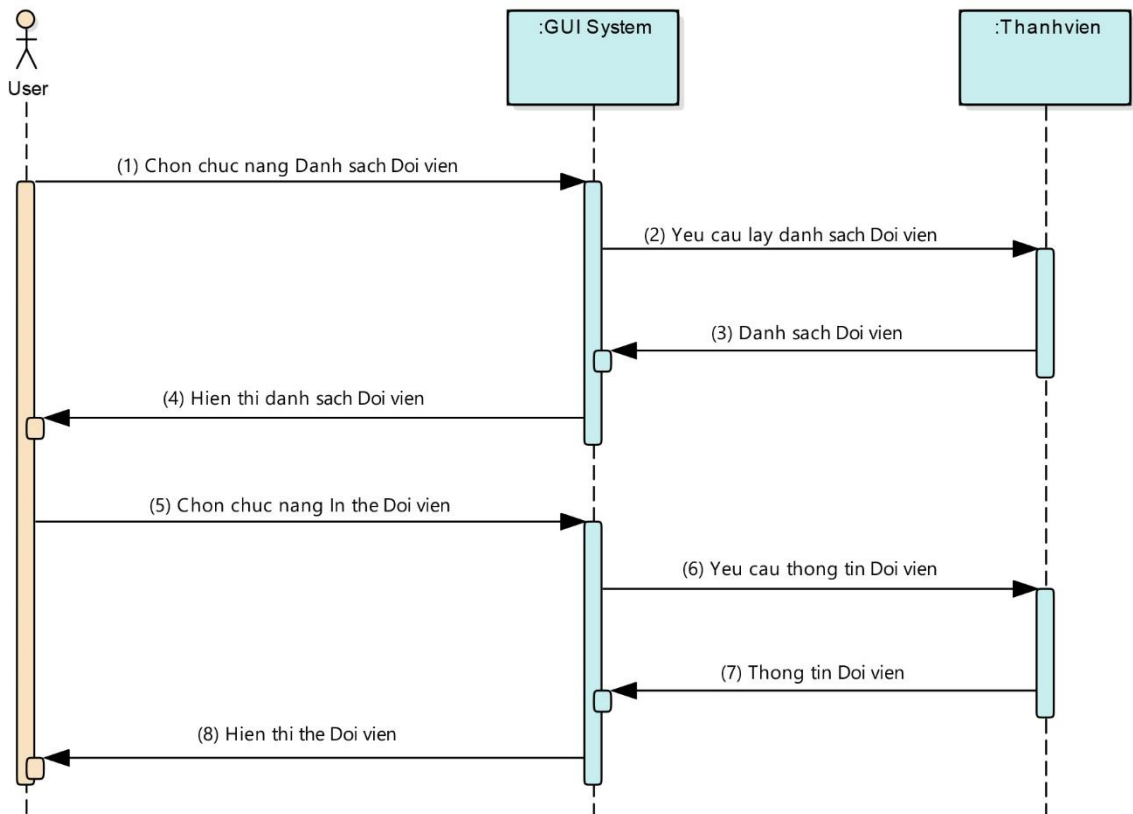 :GUI System
:Thanhvien
User
(1) Chon chuc nang Danh sach Doi vien
(2) Yeu cau lay danh sach Doi vien
(3) Danh sach Doi vien
(4) Hien thi danh sach Doi vien
(5) Chon chuc nang In the Doi vien
(6) Yeu cau thong tin Doi vien
(7) Thong tin Doi vien
(8) Hien thi the Doi vien